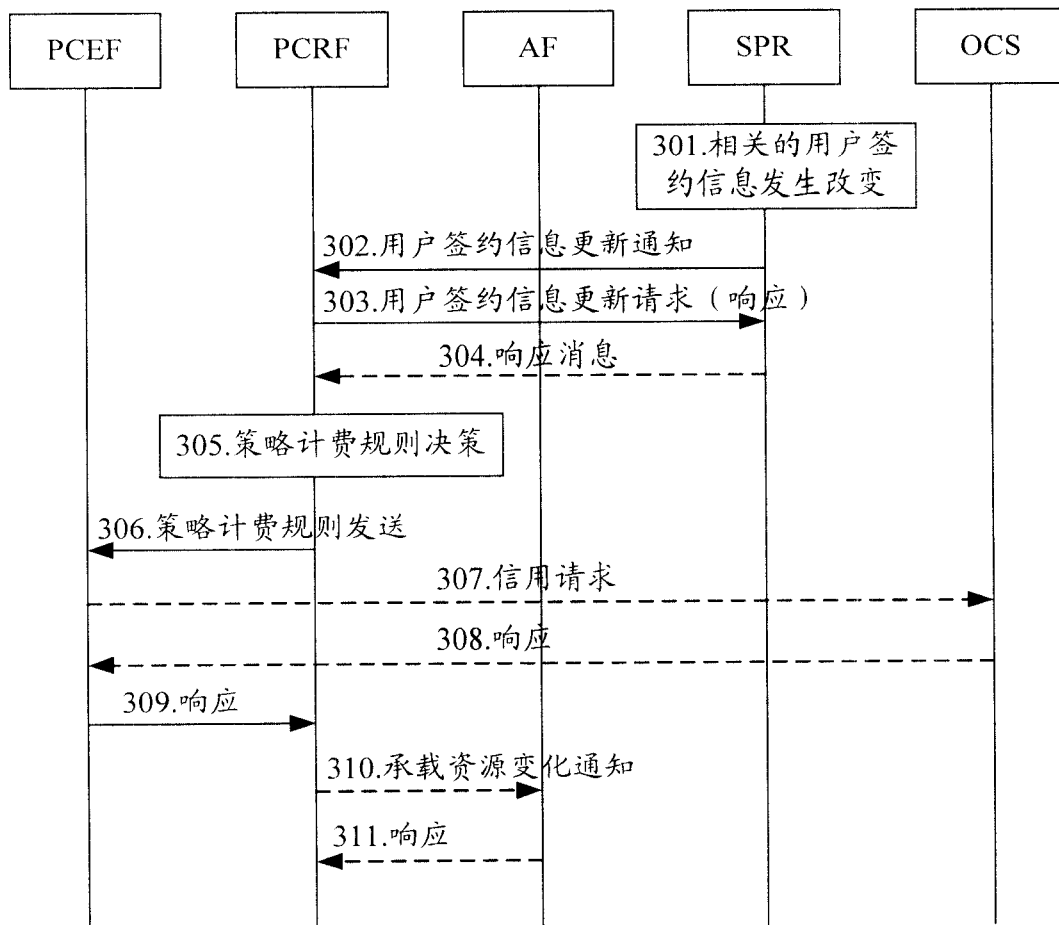 PCEF
PCRF
AF
SPR
OCS
301.相关的用户签
约信息发生改变
302.用户签约信息更新通知
303.用户签约信息更新请求（响应）
304.响应消息
305.策略计费规则决策
306.策略计费规则发送
307.信用请求
308.响应
309.响应
310.承载资源变化通知
311.响应